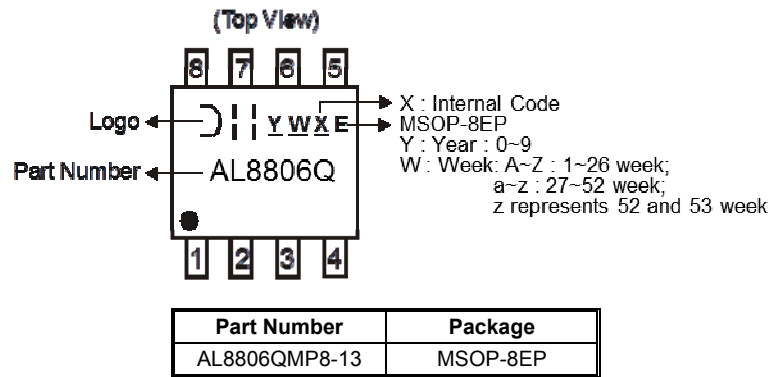 (Top View)
8 7 6 5
Logo
Y W X E
X : Internal Code
MSOP-8EP
Y : Year : 0~9
W : Week: A~Z : 1~26 week;
a~z : 27~52 week;
z represents 52 and 53 week
Part Number
AL8806Q
1 2 3 4
Part Number Package
AL8806QMP8-13 MSOP-8EP